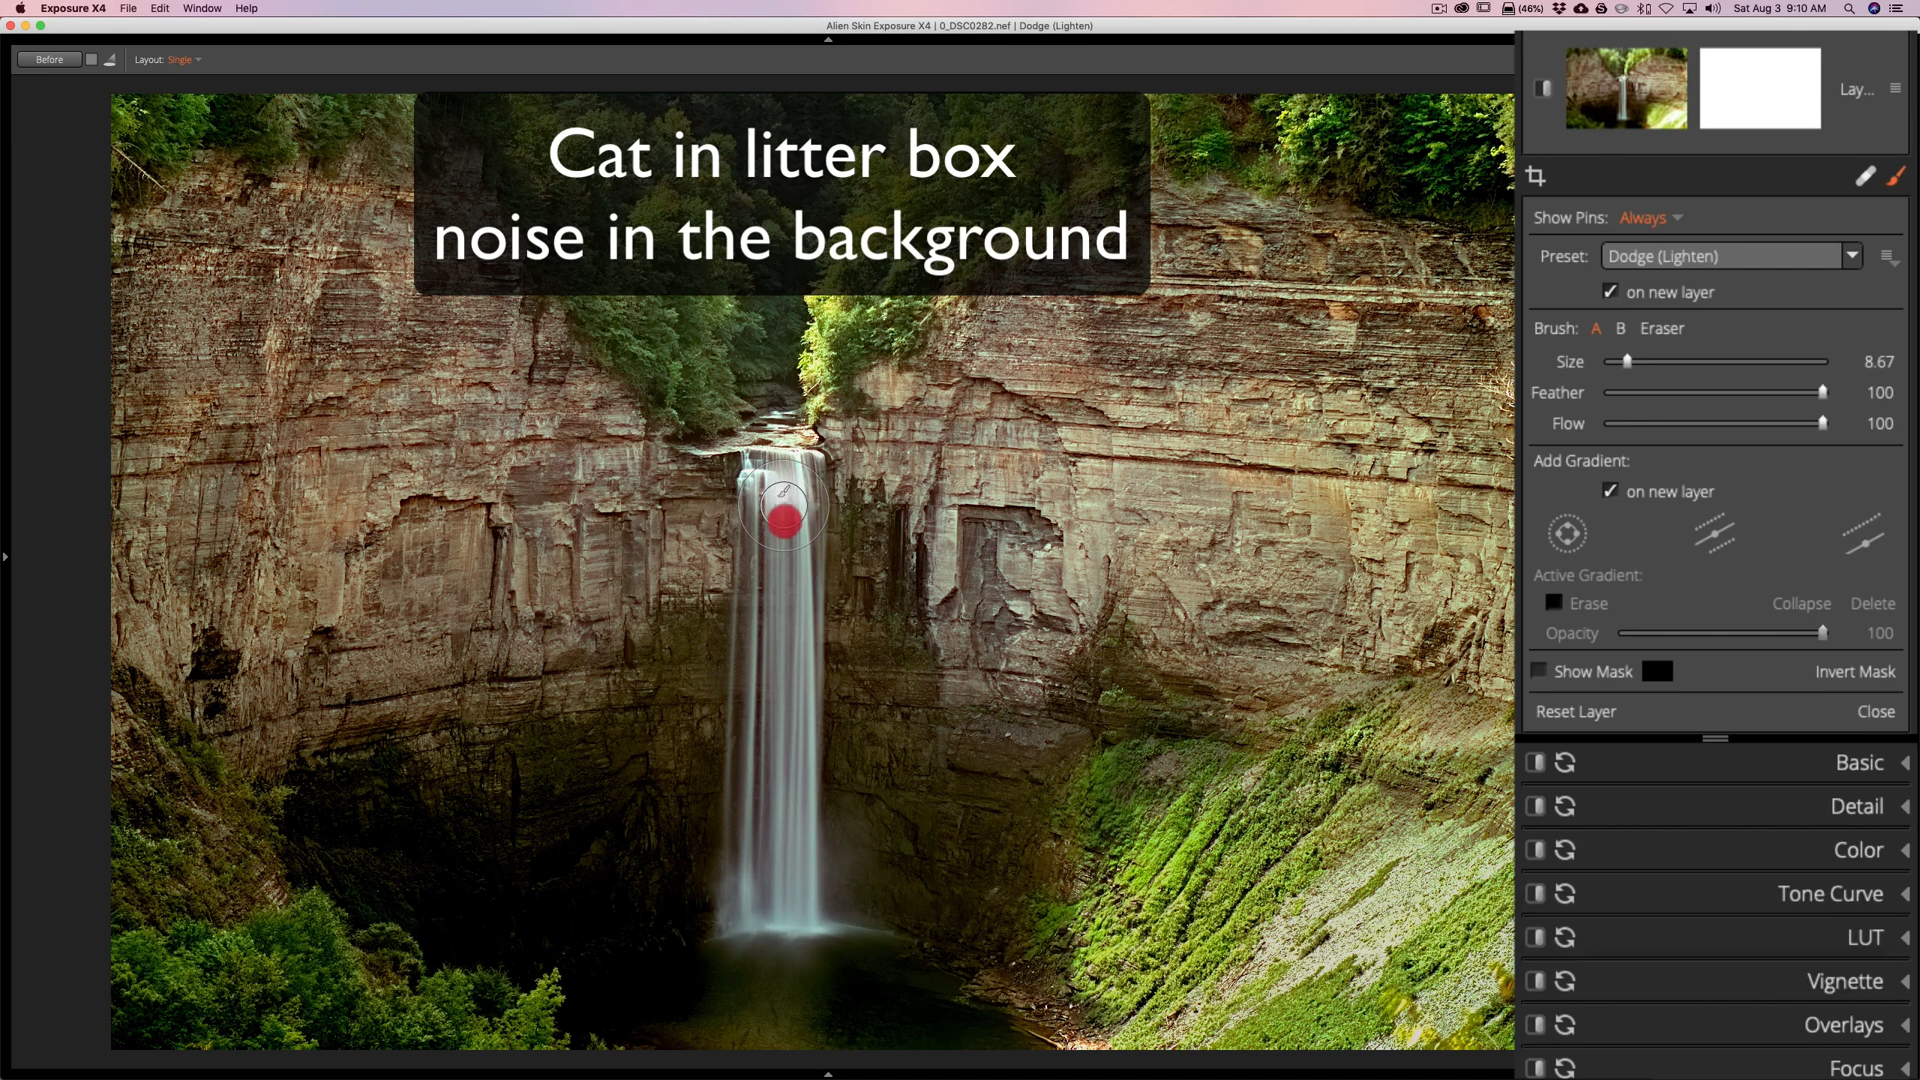 Exposure X4 File Edit Window Help
(46%) Sat Aug 3 9:10 AM
Alien Skin Exposure X4 | 0_DSC0282.nef | Dodge (Lighten)
Before
Layout: Single
Cat in litter box
noise in the background
Lay...
Show Pins: Always
Preset: Dodge (Lighten)
on new layer
Brush: A B Eraser
Size 8.67
Feather 100
Flow 100
Add Gradient:
on new layer
Active Gradient:
Erase Collapse Delete
Opacity 100
Show Mask Invert Mask
Reset Layer Close
Basic
Detail
Color
Tone Curve
LUT
Vignette
Overlays
Focus